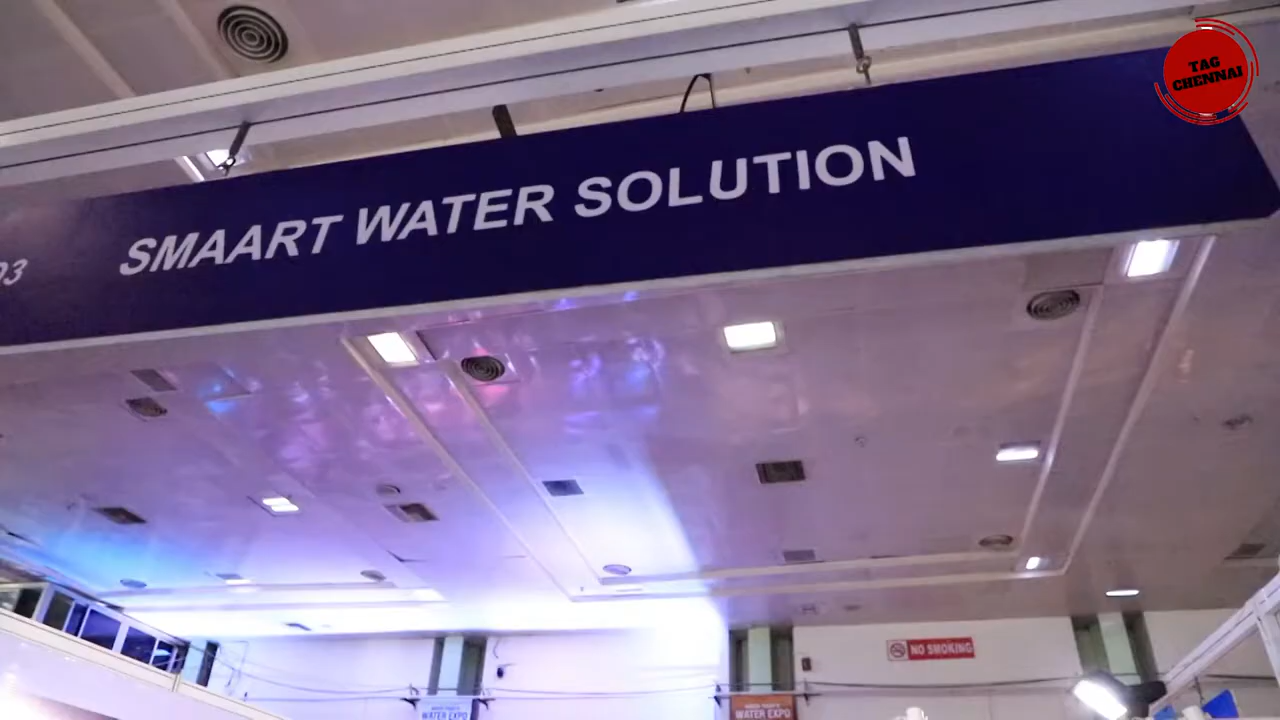 TAG
CHENNAI
SMAART WATER SOLUTION
NO SMOKING
WATER EXPO
WATER EXPO